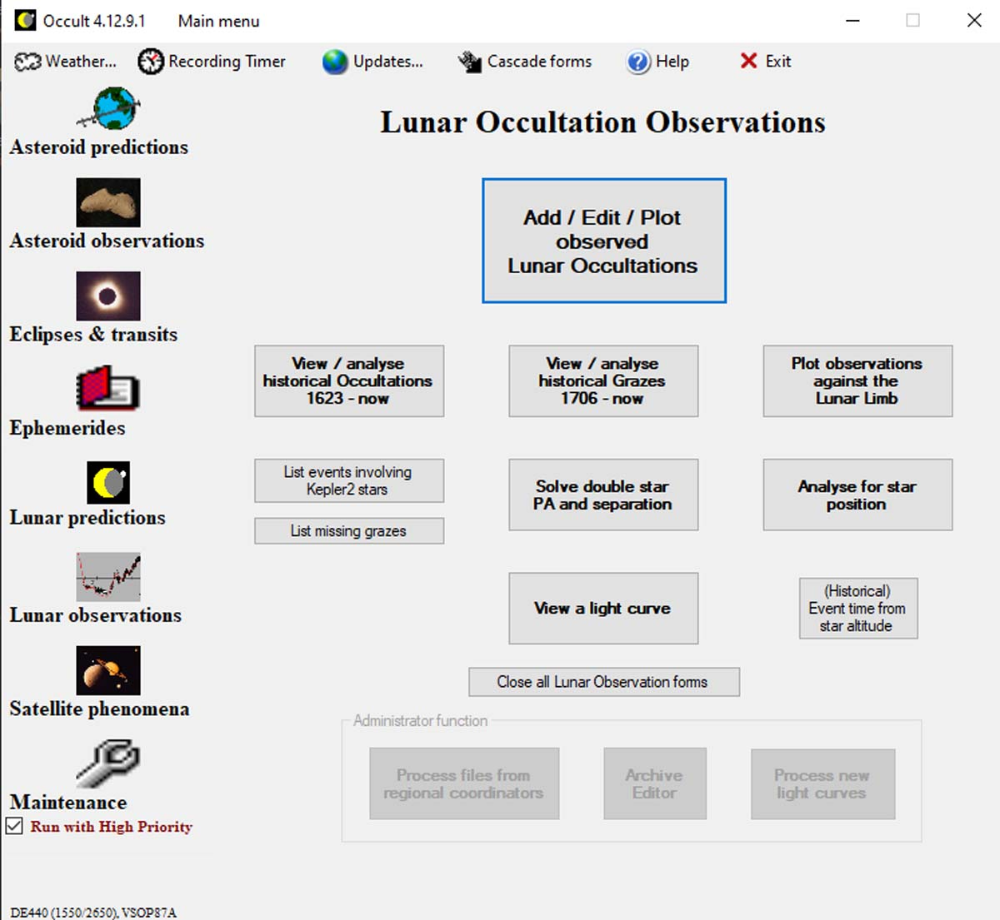 Occult 4.12.9.1 Main menu
Weather... Recording Timer Updates... Cascade forms Help Exit
Asteroid predictions
Asteroid observations
Eclipses & transits
Ephemerides
Lunar predictions
Lunar observations
Satellite phenomena
Maintenance
Run with High Priority
Lunar Occultation Observations
Add / Edit / Plot
observed
Lunar Occultations
View / analyse
historical Occultations
1623 - now
View / analyse
historical Grazes
1706 - now
Plot observations
against the
Lunar Limb
List events involving
Kepler2 stars
List missing grazes
Solve double star
PA and separation
Analyse for star
position
View a light curve
(Historical)
Event time from
star altitude
Close all Lunar Observation forms
Administrator function
Process files from
regional coordinators
Archive
Editor
Process new
light curves
DE440 (1550/2650), VSOP87A